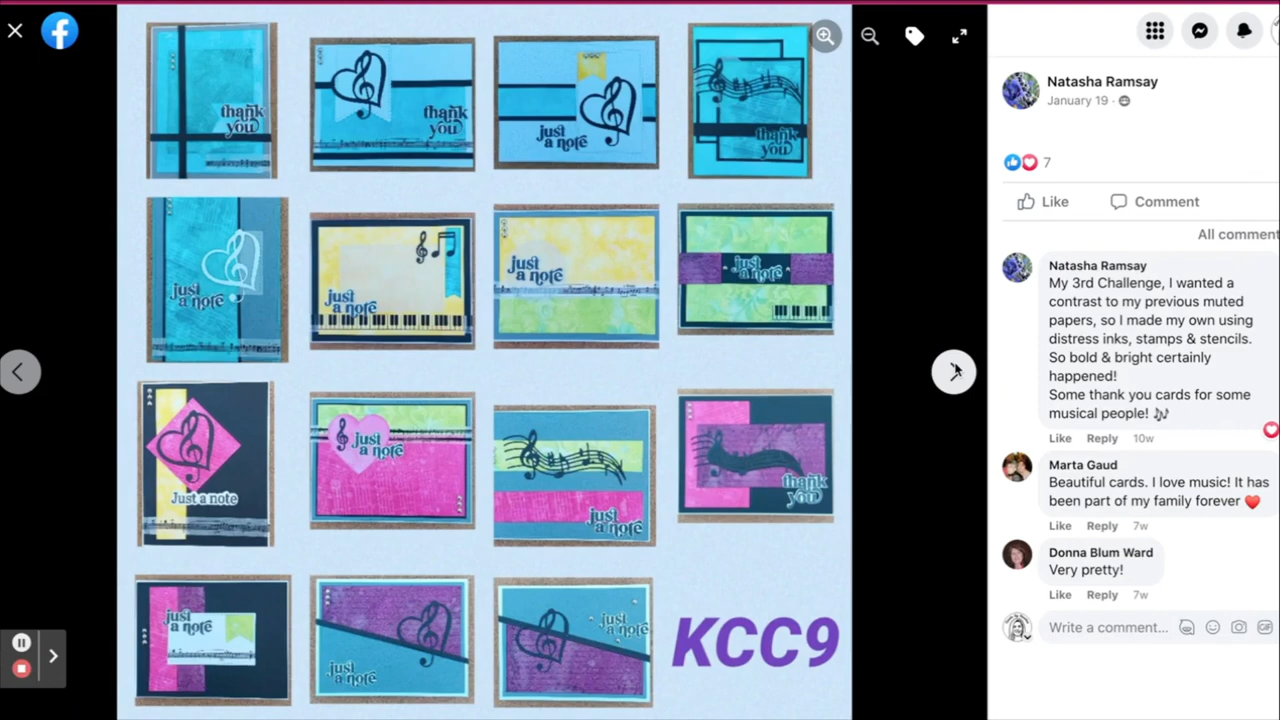 Natasha Ramsay
January 19 ·
7
Like
Comment
All comment
Natasha Ramsay
My 3rd Challenge, I wanted a
contrast to my previous muted
papers, so I made my own using
distress inks, stamps & stencils.
So bold & bright certainly
happened!
Some thank you cards for some
musical people! 🎶
Like Reply 10w
Marta Gaud
Beautiful cards. I love music! It has
been part of my family forever ❤️
Like Reply 7w
Donna Blum Ward
Very pretty!
Like Reply 7w
Write a comment...
GIF
thank
you
thank
you
just
a note
thank
you
just
a note
just
a note
just
a note
just
a note
Just a note
just
a note
just
a note
thank
you
just
a note
just
a note
just
a note
KCC9